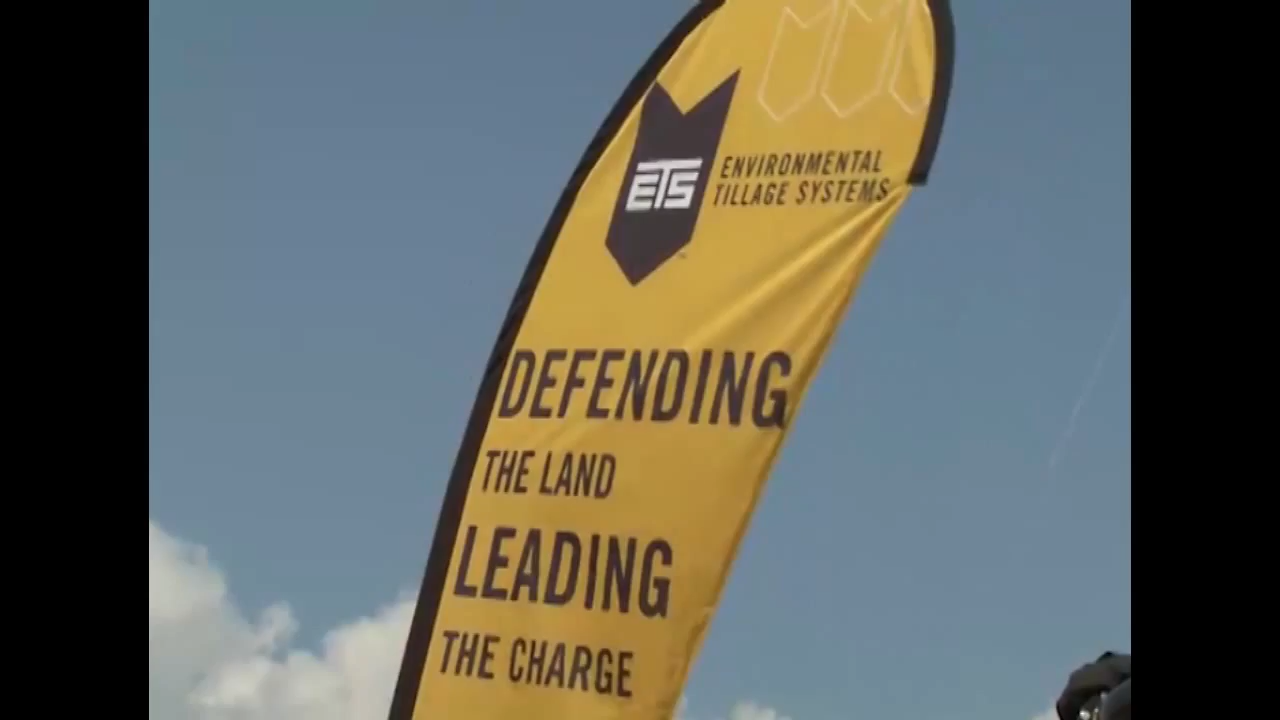 ETS
ENVIRONMENTAL
TILLAGE SYSTEMS
DEFENDING
THE LAND
LEADING
THE CHARGE